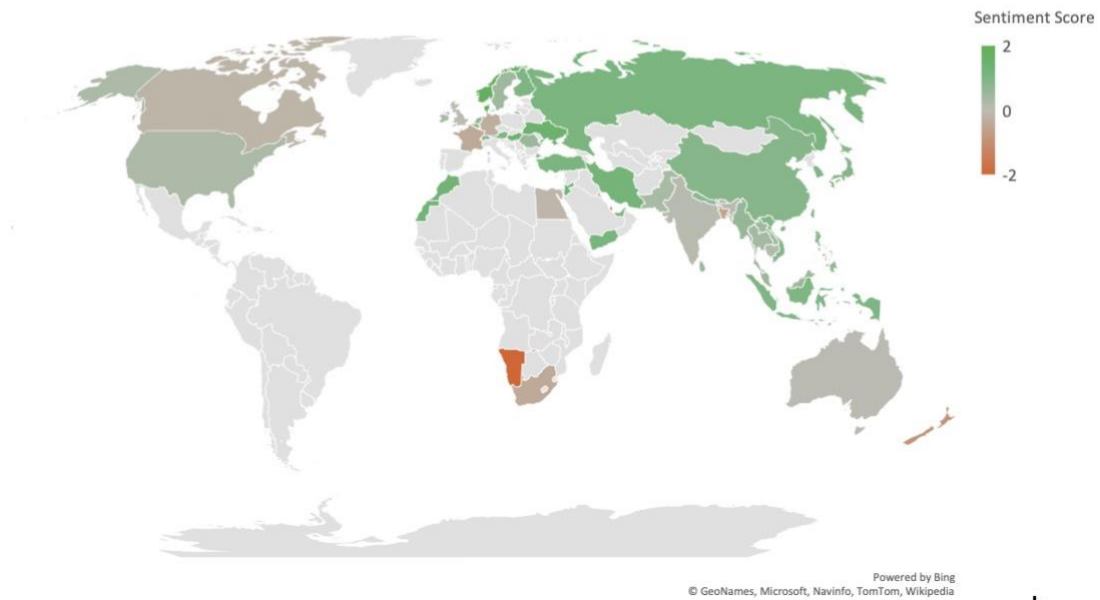 Sentiment Score
2
0
-2
Powered by Bing
© GeoNames, Microsoft, Navinfo, TomTom, Wikipedia